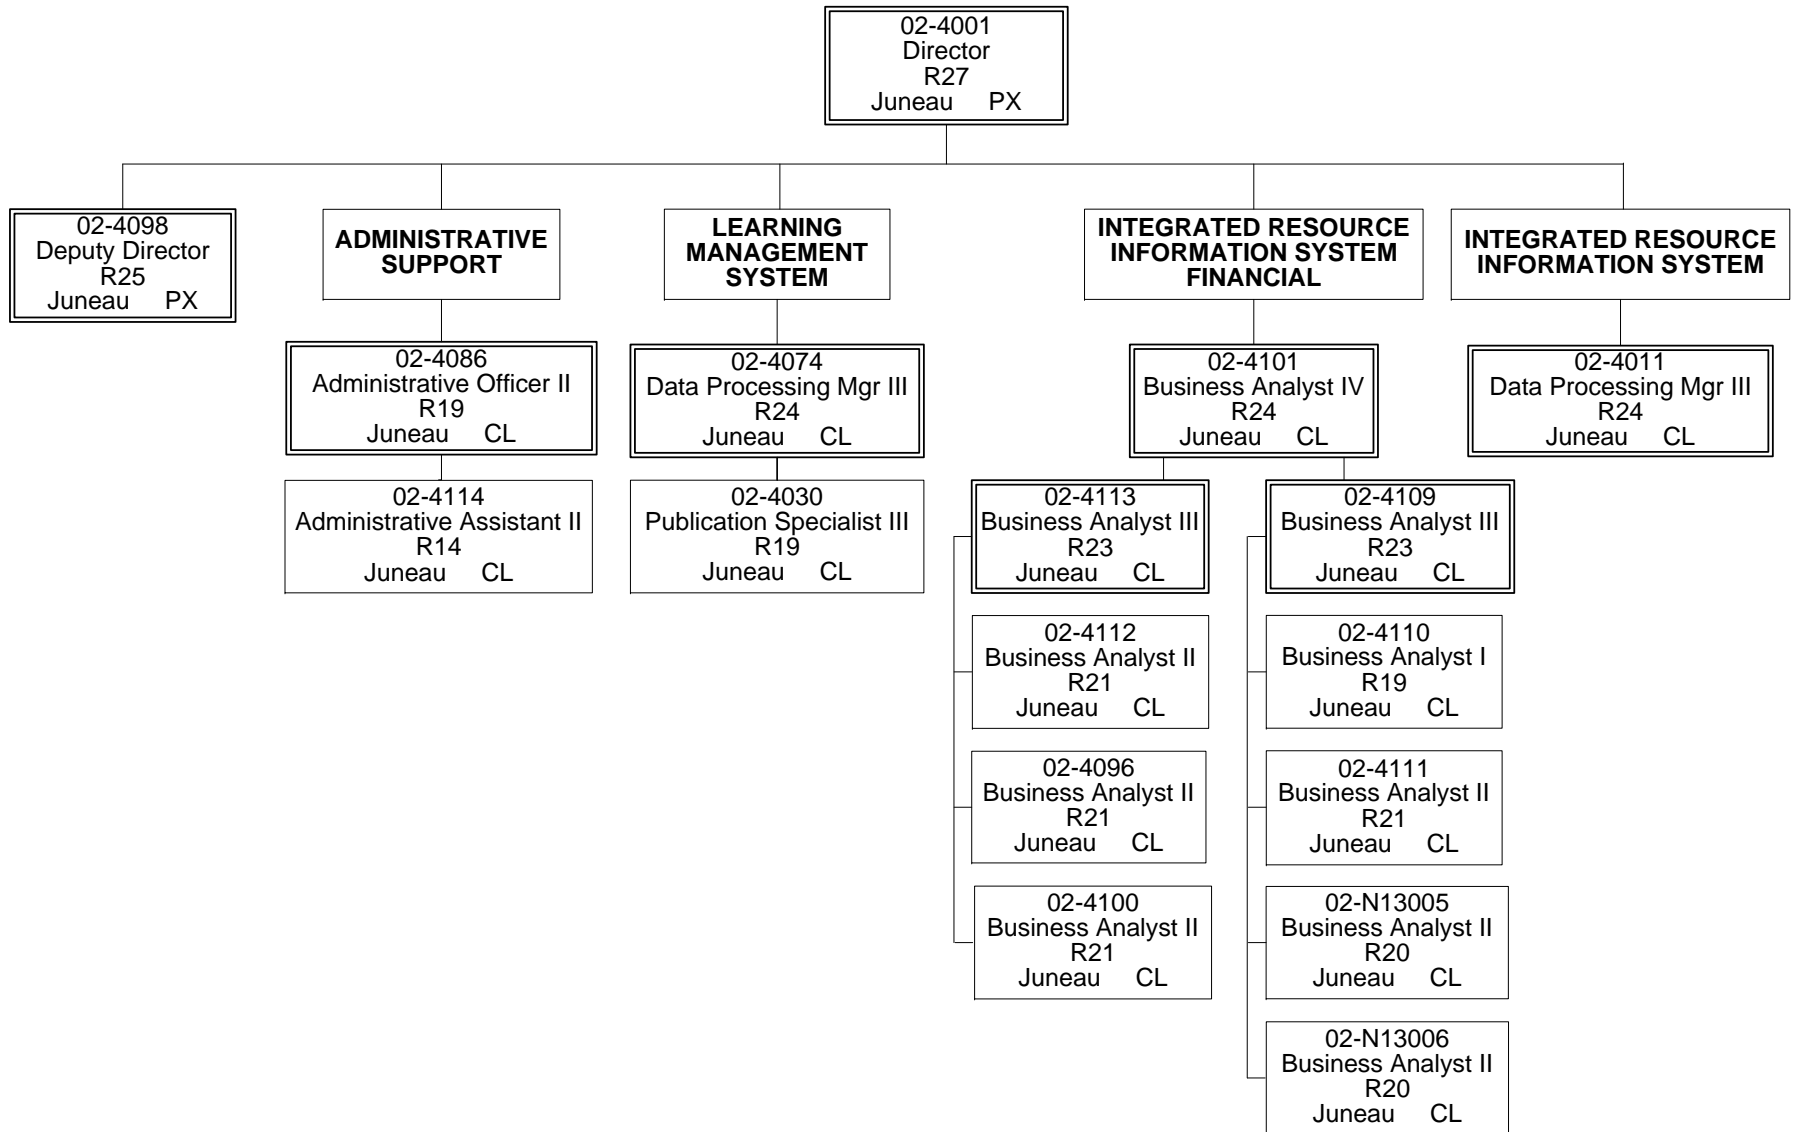 02-4001
Director
R27
Juneau PX
02-4098
Deputy Director
R25
Juneau PX
ADMINISTRATIVE
SUPPORT
LEARNING
MANAGEMENT
SYSTEM
INTEGRATED RESOURCE
INFORMATION SYSTEM
FINANCIAL
INTEGRATED RESOURCE
INFORMATION SYSTEM
02-4086
Administrative Officer II
R19
Juneau CL
02-4074
Data Processing Mgr III
R24
Juneau CL
02-4101
Business Analyst IV
R24
Juneau CL
02-4011
Data Processing Mgr III
R24
Juneau CL
02-4114
Administrative Assistant II
R14
Juneau CL
02-4030
Publication Specialist III
R19
Juneau CL
02-4113
Business Analyst III
R23
Juneau CL
02-4109
Business Analyst III
R23
Juneau CL
02-4112
Business Analyst II
R21
Juneau CL
02-4110
Business Analyst I
R19
Juneau CL
02-4096
Business Analyst II
R21
Juneau CL
02-4111
Business Analyst II
R21
Juneau CL
02-4100
Business Analyst II
R21
Juneau CL
02-N13005
Business Analyst II
R20
Juneau CL
02-N13006
Business Analyst II
R20
Juneau CL